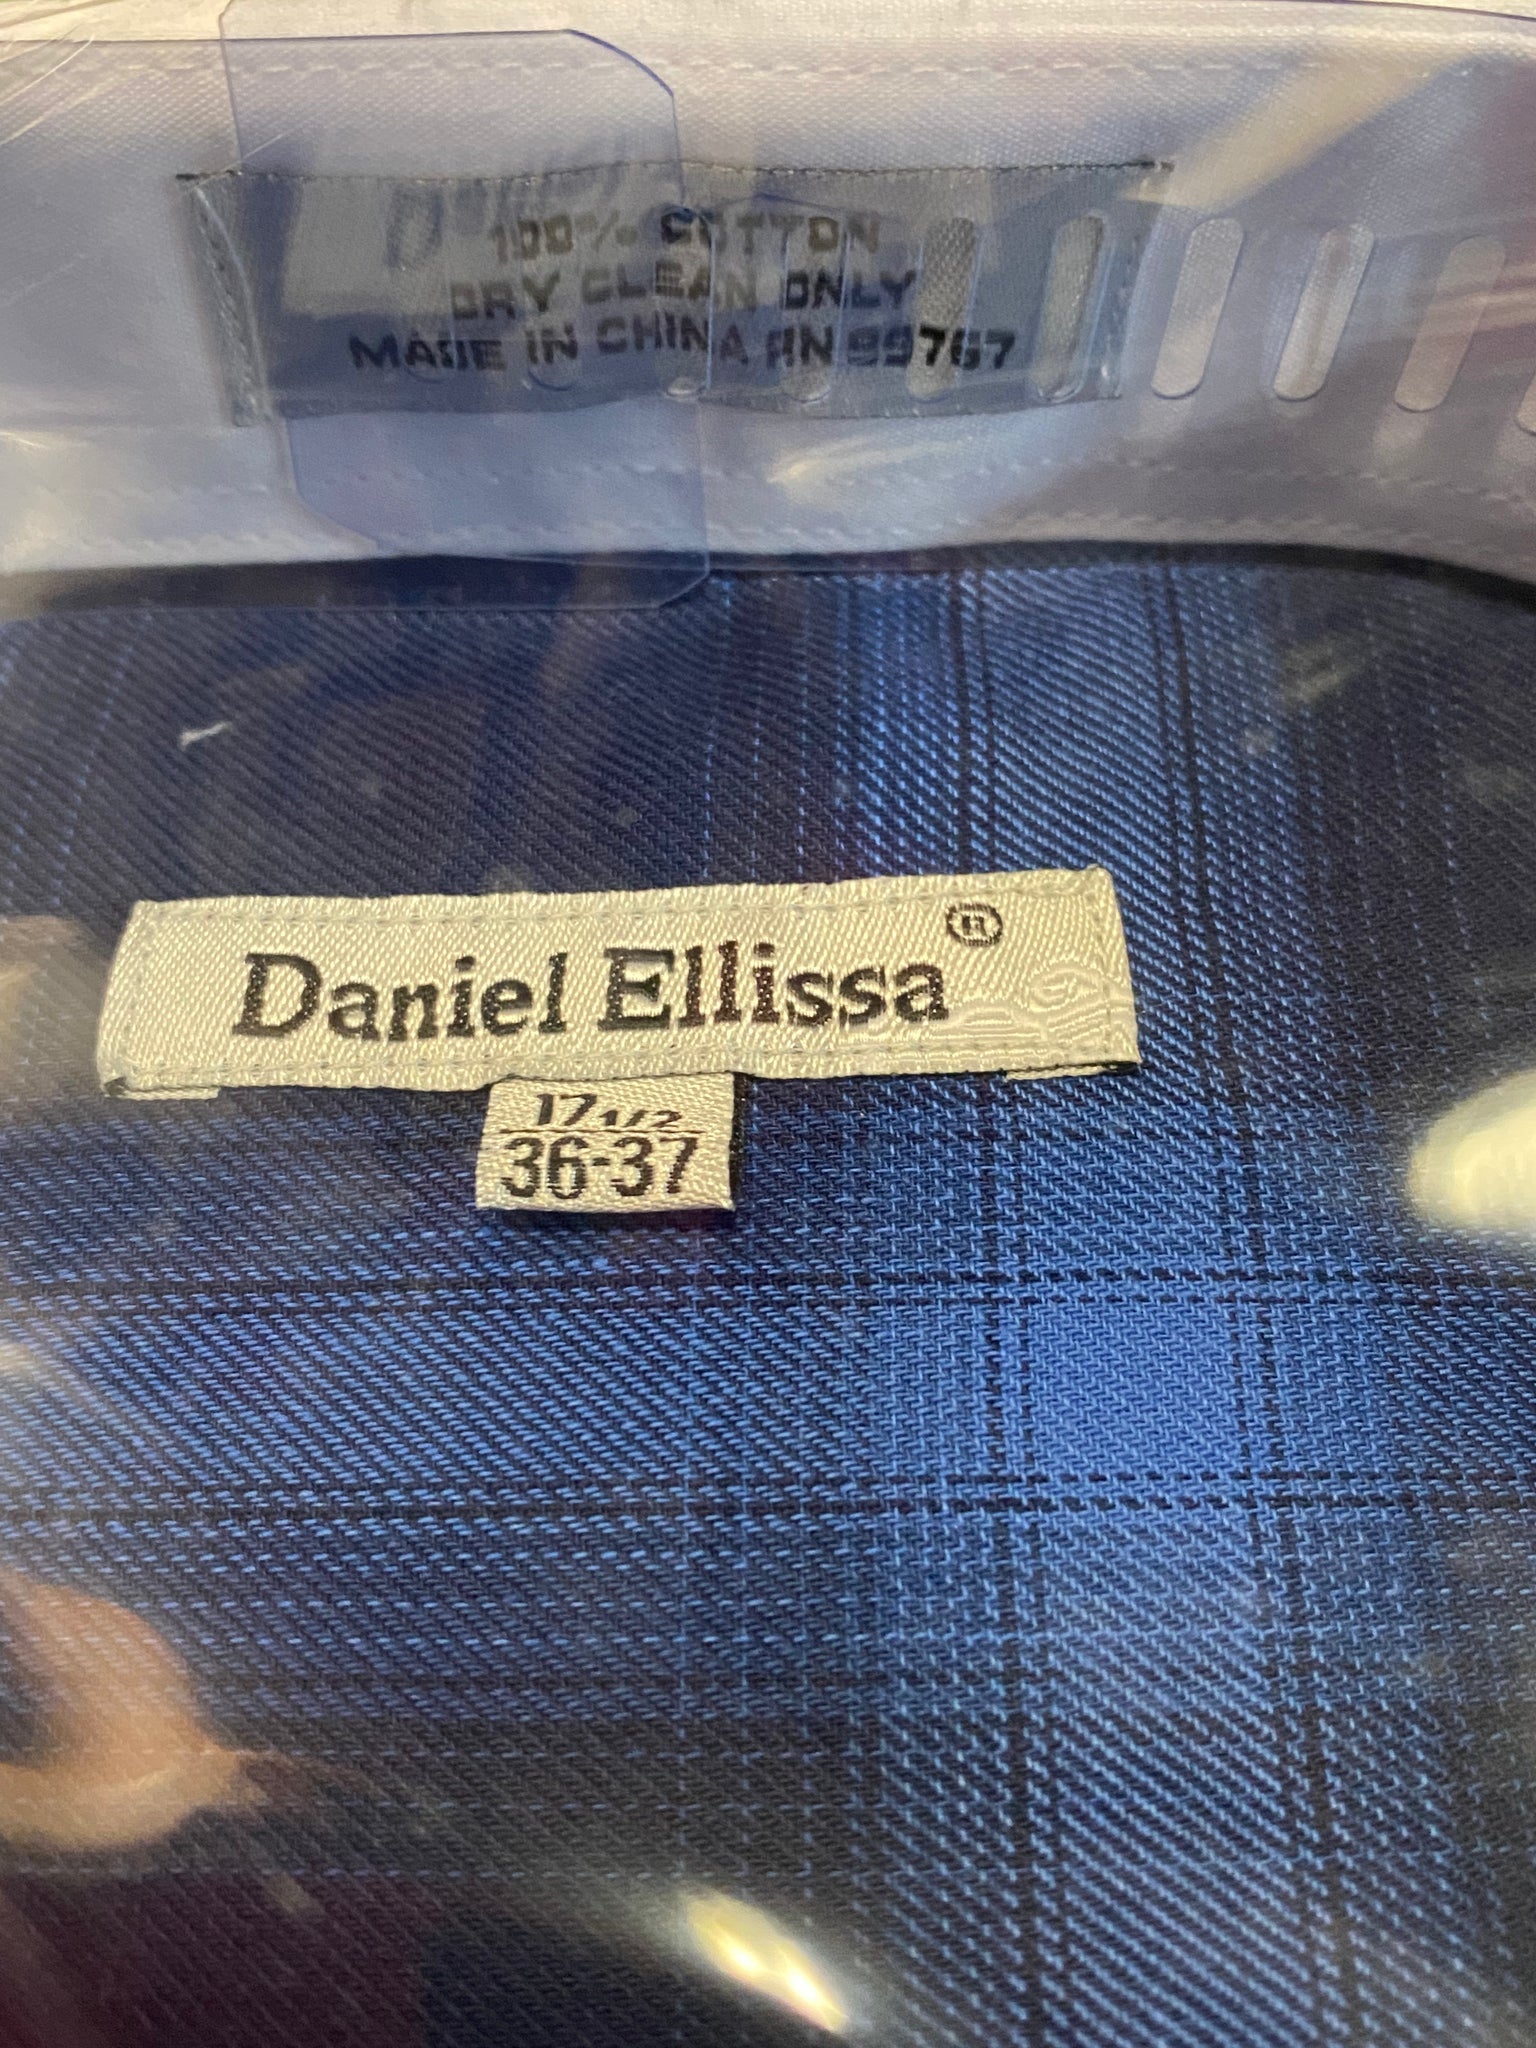 100% COTTON
DRY CLEAN ONLY
MADE IN CHINA RN 99767
Daniel Ellissa ®
17 1/2
36-37